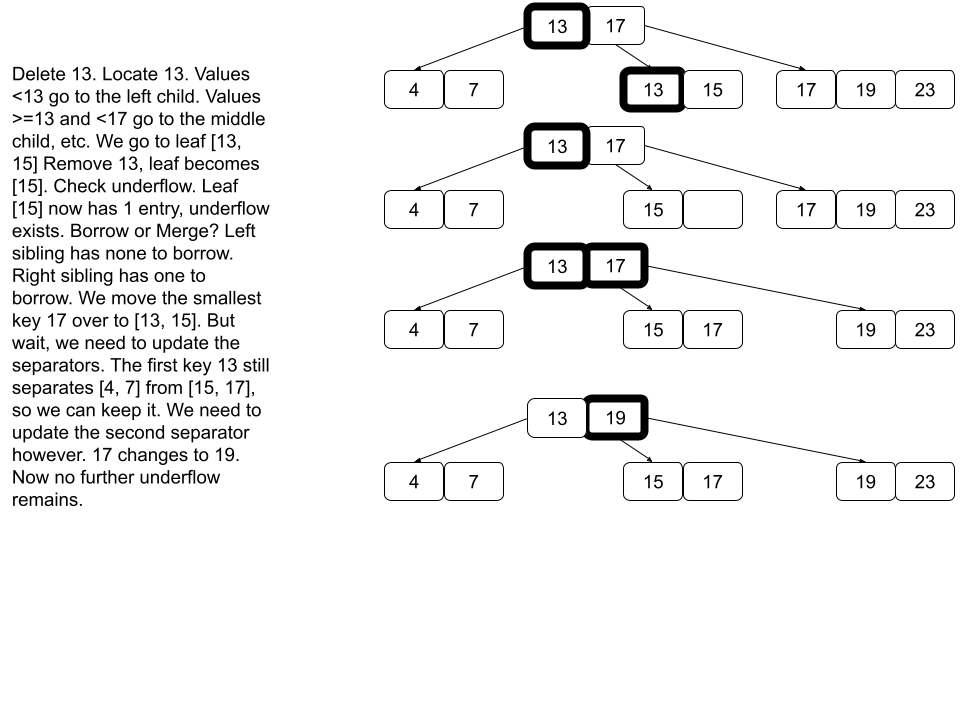 Delete 13. Locate 13. Values
<13 go to the left child. Values
>=13 and <17 go to the middle
child, etc. We go to leaf [13,
15] Remove 13, leaf becomes
[15]. Check underflow. Leaf
[15] now has 1 entry, underflow
exists. Borrow or Merge? Left
sibling has none to borrow.
Right sibling has one to
borrow. We move the smallest
key 17 over to [13, 15]. But
wait, we need to update the
separators. The first key 13 still
separates [4, 7] from [15, 17],
so we can keep it. We need to
update the second separator
however. 17 changes to 19.
Now no further underflow
remains.
13 17
4 7 13 15 17 19 23
13 17
4 7 15 17 19 23
13 17
4 7 15 17 19 23
13 19
4 7 15 17 19 23